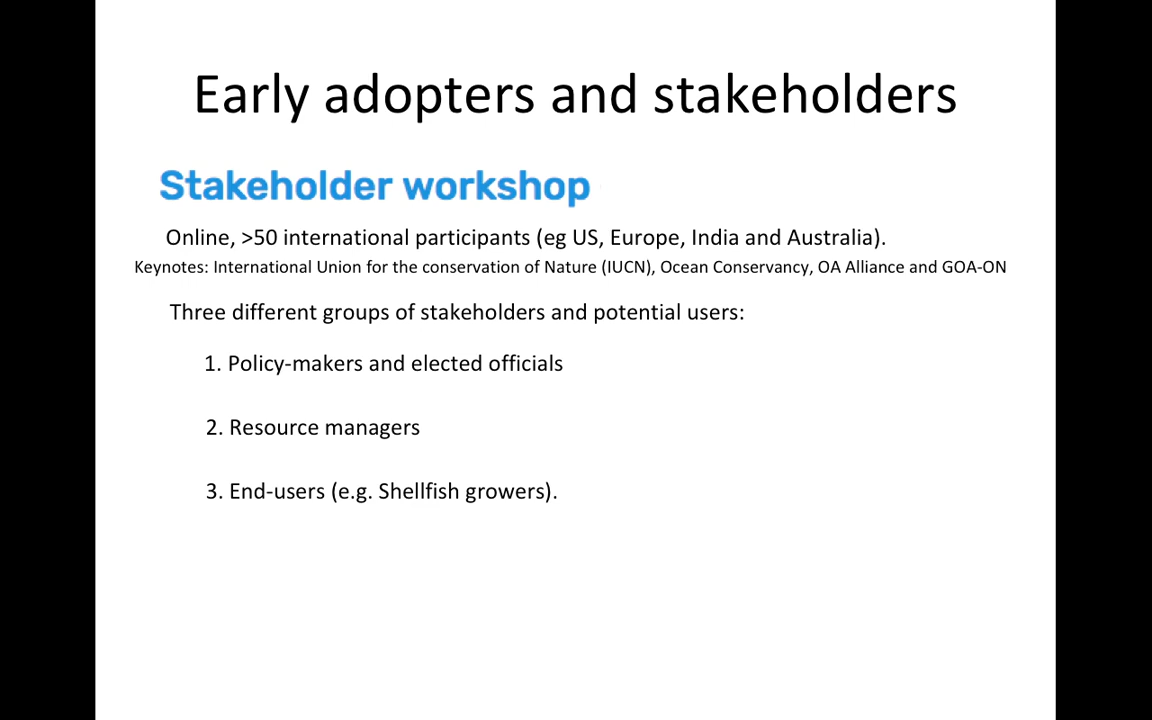 Early adopters and stakeholders
Stakeholder workshop
Online, >50 international participants (eg US, Europe, India and Australia).
Keynotes: International Union for the conservation of Nature (IUCN), Ocean Conservancy, OA Alliance and GOA-ON
Three different groups of stakeholders and potential users:
1. Policy-makers and elected officials
2. Resource managers
3. End-users (e.g. Shellfish growers).